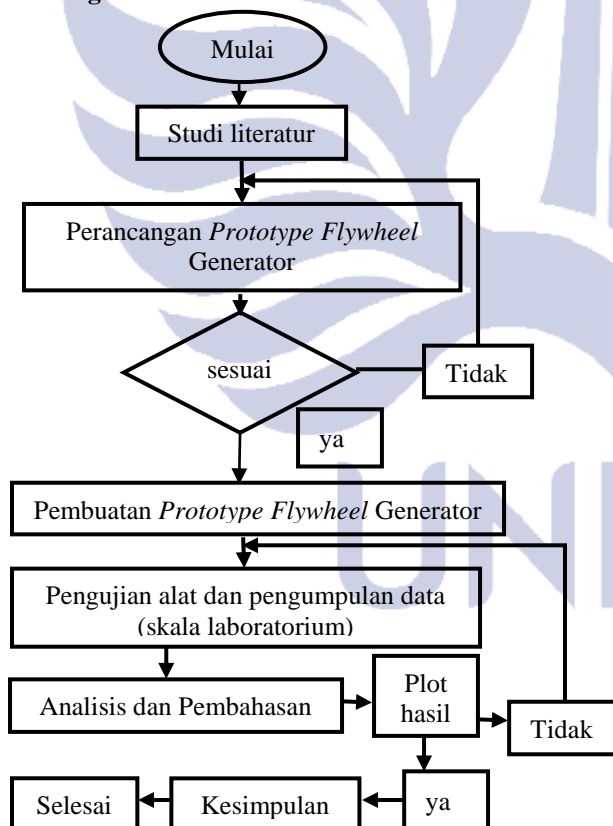 Mulai
Studi literatur
Perancangan Prototype Flywheel
Generator
sesuai
Tidak
ya
Pembuatan Prototype Flywheel Generator
Pengujian alat dan pengumpulan data
(skala laboratorium)
Analisis dan Pembahasan
Plot
hasil
Tidak
Selesai
Kesimpulan
ya
UNE